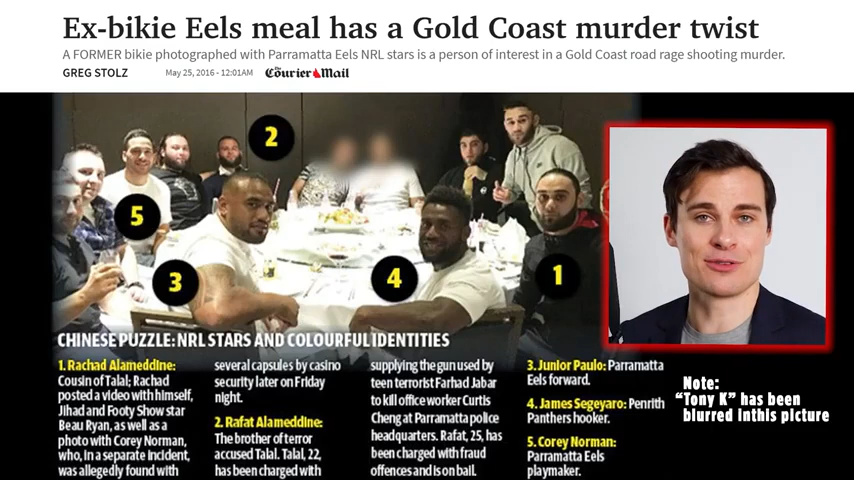 Ex-bikie Eels meal has a Gold Coast murder twist
A FORMER bikie photographed with Parramatta Eels NRL stars is a person of interest in a Gold Coast road rage shooting murder.
GREG STOLZ May 25, 2016 - 12:01AM The Courier Mail
2
5
3
4
1
CHINESE PUZZLE: NRL STARS AND COLOURFUL IDENTITIES
1. Rachad Alameddine:
Cousin of Talal; Rachad
posted a video with himself,
Jihad and Footy Show star
Beau Ryan, as well as a
photo with Corey Norman,
who, in a separate incident,
was allegedly found with
several capsules by casino
security later on Friday
night.
2. Rafat Alameddine:
The brother of terror
accused Talal. Talal, 22,
has been charged with
supplying the gun used by
teen terrorist Farhad Jabar
to kill office worker Curtis
Cheng at Parramatta police
headquarters. Rafat, 25, has
been charged with fraud
offences and is on bail.
3. Junior Paulo: Parramatta
Eels forward.
4. James Segeyaro: Penrith
Panthers hooker.
5. Corey Norman:
Parramatta Eels
playmaker.
Note:
“Tony K” has been
blurred inthis picture